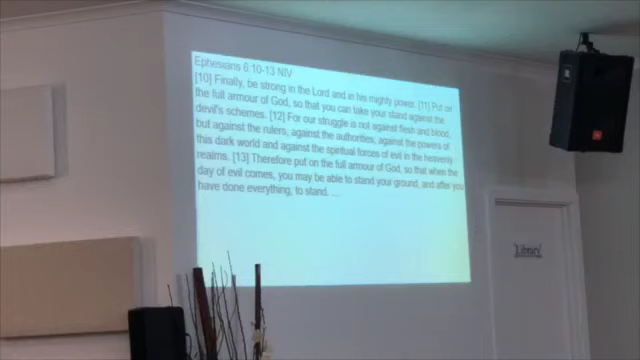 Ephesians 6:10-13 NIV
[10] Finally, be strong in the Lord and in his mighty power. [11] Put on
the full armour of God, so that you can take your stand against the
devil's schemes. [12] For our struggle is not against flesh and blood,
but against the rulers, against the authorities, against the powers of
this dark world and against the spiritual forces of evil in the heavenly
realms. [13] Therefore put on the full armour of God, so that when the
day of evil comes, you may be able to stand your ground, and after you
have done everything, to stand. ...
Library